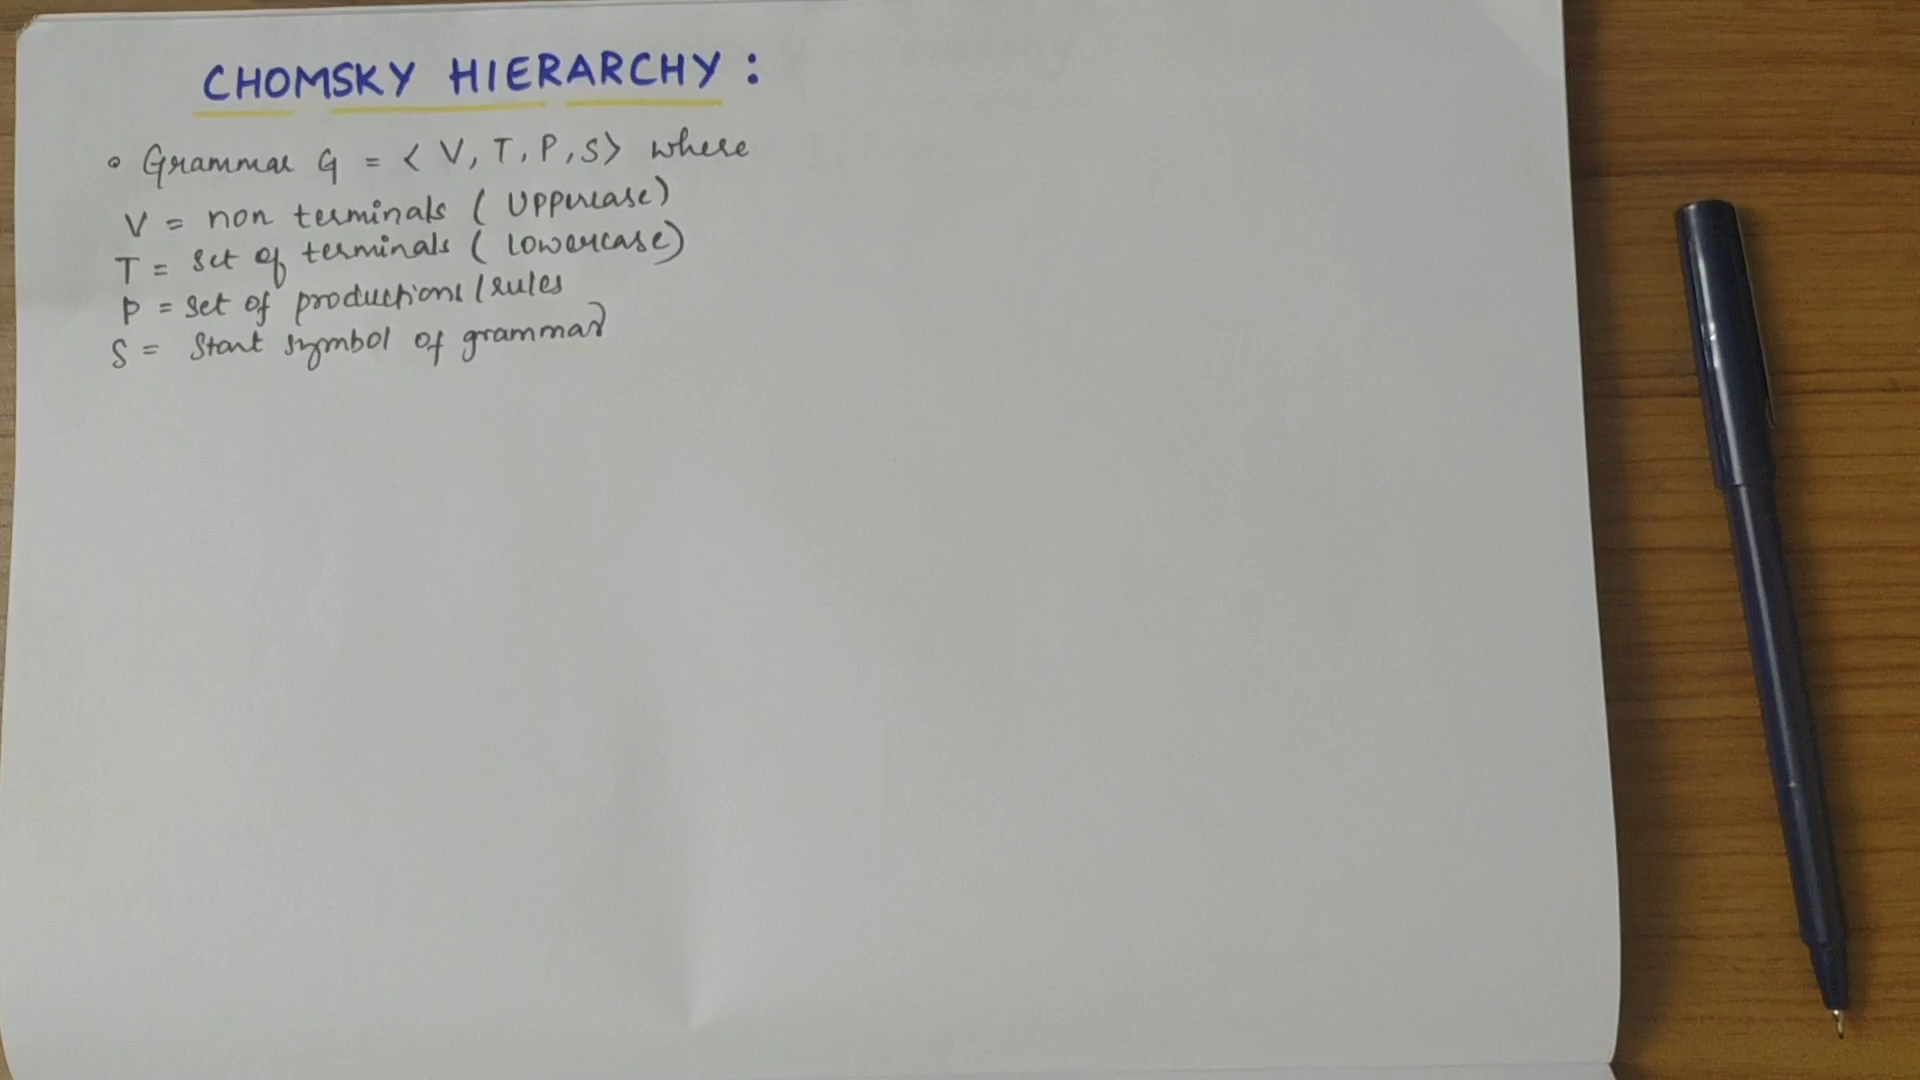 CHOMSKY HIERARCHY :
• Grammar G = < V, T, P, S> where
V = non terminals ( Uppercase)
T = set of terminals ( lowercase)
P = set of productions/rules
S = Start symbol of grammar